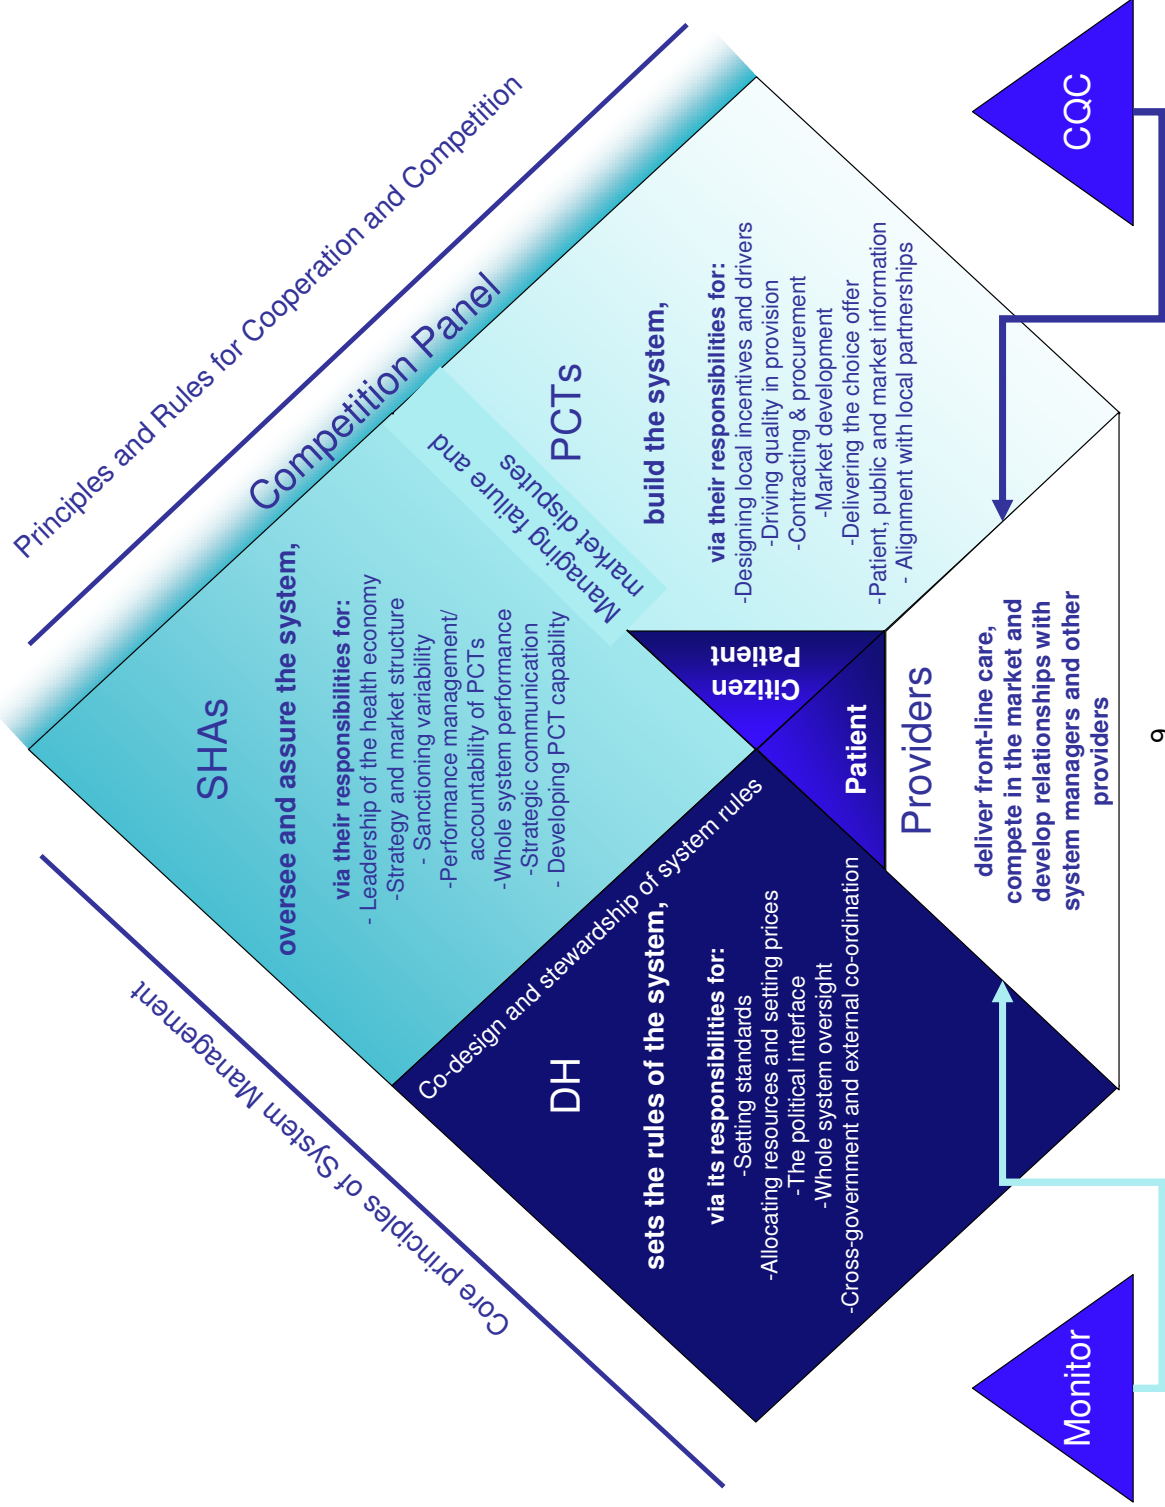 Core principles of System Management
Principles and Rules for Cooperation and Competition
Competition Panel
SHAs
oversee and assure the system,
via their responsibilities for:
- Leadership of the health economy
-Strategy and market structure
- Sanctioning variability
-Performance management/
accountability of PCTs
-Whole system performance
-Strategic communication
- Developing PCT capability
Managing failure and
market disputes
Co-design and stewardship of system rules
DH
sets the rules of the system,
via its responsibilities for:
-Setting standards
-Allocating resources and setting prices
-The political interface
-Whole system oversight
-Cross-government and external co-ordination
PCTs
build the system,
via their responsibilities for:
-Designing local incentives and drivers
-Driving quality in provision
-Contracting & procurement
-Market development
-Delivering the choice offer
-Patient, public and market information
- Alignment with local partnerships
Citizen
Patient
Patient
Providers
deliver front-line care,
compete in the market and
develop relationships with
system managers and other
providers
Monitor
CQC
9